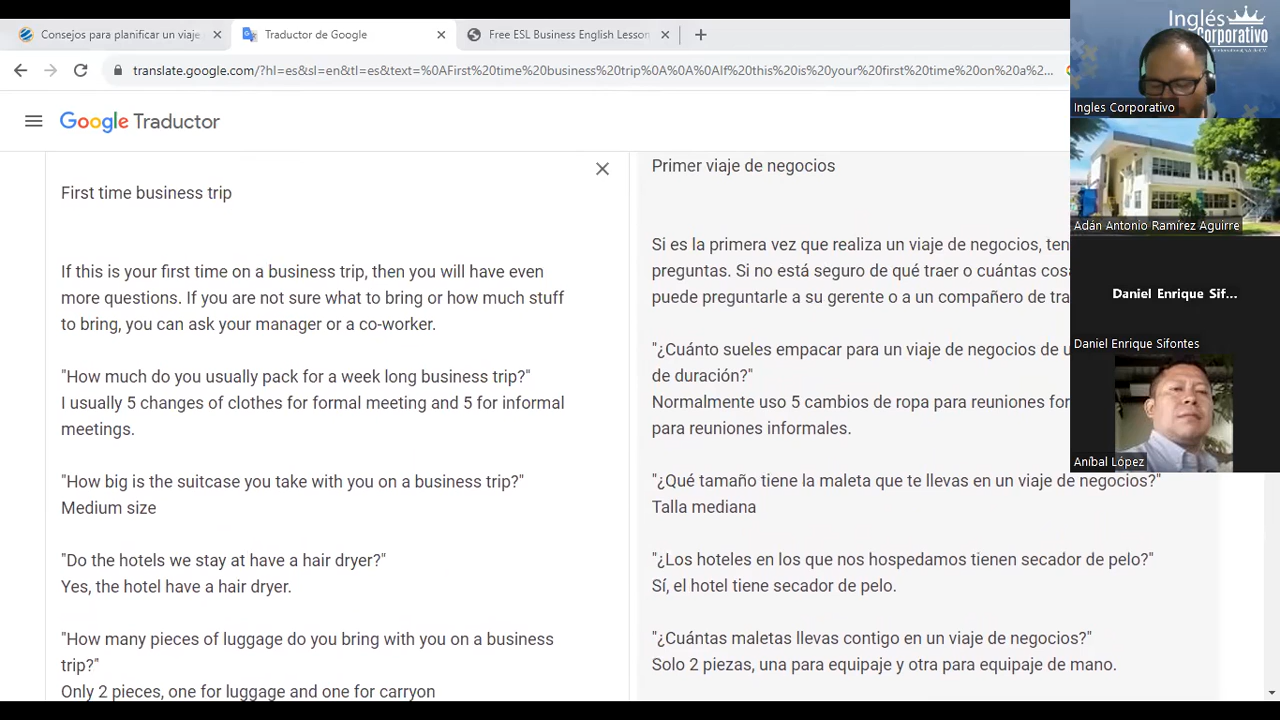 Consejos para planificar un viaje
Traductor de Google
Free ESL Business English Lesson
translate.google.com/?hl=es&sl=en&tl=es&text=%0AFirst%20time%20business%20trip%0A%0A%0AIf%20this%20is%20your%20first%20time%20on%20a%2...
Google Traductor
First time business trip
If this is your first time on a business trip, then you will have even
more questions. If you are not sure what to bring or how much stuff
to bring, you can ask your manager or a co-worker.
"How much do you usually pack for a week long business trip?"
I usually 5 changes of clothes for formal meeting and 5 for informal
meetings.
"How big is the suitcase you take with you on a business trip?"
Medium size
"Do the hotels we stay at have a hair dryer?"
Yes, the hotel have a hair dryer.
"How many pieces of luggage do you bring with you on a business
trip?"
Only 2 pieces, one for luggage and one for carryon
Primer viaje de negocios
Si es la primera vez que realiza un viaje de negocios, ten
preguntas. Si no está seguro de qué traer o cuántas cos
puede preguntarle a su gerente o a un compañero de tra
"¿Cuánto sueles empacar para un viaje de negocios de u
de duración?"
Normalmente uso 5 cambios de ropa para reuniones for
para reuniones informales.
"¿Qué tamaño tiene la maleta que te llevas en un viaje de negocios?"
Talla mediana
"¿Los hoteles en los que nos hospedamos tienen secador de pelo?"
Sí, el hotel tiene secador de pelo.
"¿Cuántas maletas llevas contigo en un viaje de negocios?"
Solo 2 piezas, una para equipaje y otra para equipaje de mano.
Inglés
Corporativo
Ingles Corporativo
Adán Antonio Ramírez Aguirre
Daniel Enrique Sif...
Daniel Enrique Sifontes
Aníbal López